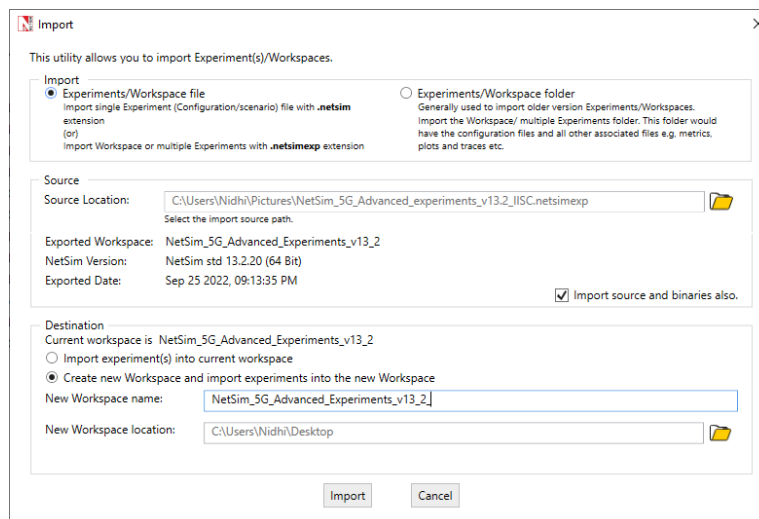 Import
This utility allows you to import Experiment(s)/Workspaces.
Import
Experiments/Workspace file
Import single Experiment (Configuration/scenario) file with .netsim
extension
(or)
Import Workspace or multiple Experiments with .netsimexp extension
Experiments/Workspace folder
Generally used to import older version Experiments/Workspaces.
Import the Workspace/ multiple Experiments folder. This folder would
have the configuration files and all other associated files e.g. metrics,
plots and traces etc.
Source
Source Location:
C:\Users\Nidhi\Pictures\NetSim_5G_Advanced_experiments_v13.2_IISC.netsimexp
Select the import source path.
Exported Workspace: NetSim_5G_Advanced_Experiments_v13_2
NetSim Version: NetSim std 13.2.20 (64 Bit)
Exported Date: Sep 25 2022, 09:13:35 PM
Import source and binaries also.
Destination
Current workspace is NetSim_5G_Advanced_Experiments_v13_2
Import experiment(s) into current workspace
Create new Workspace and import experiments into the new Workspace
New Workspace name: NetSim_5G_Advanced_Experiments_v13_2_
New Workspace location: C:\Users\Nidhi\Desktop
Import Cancel